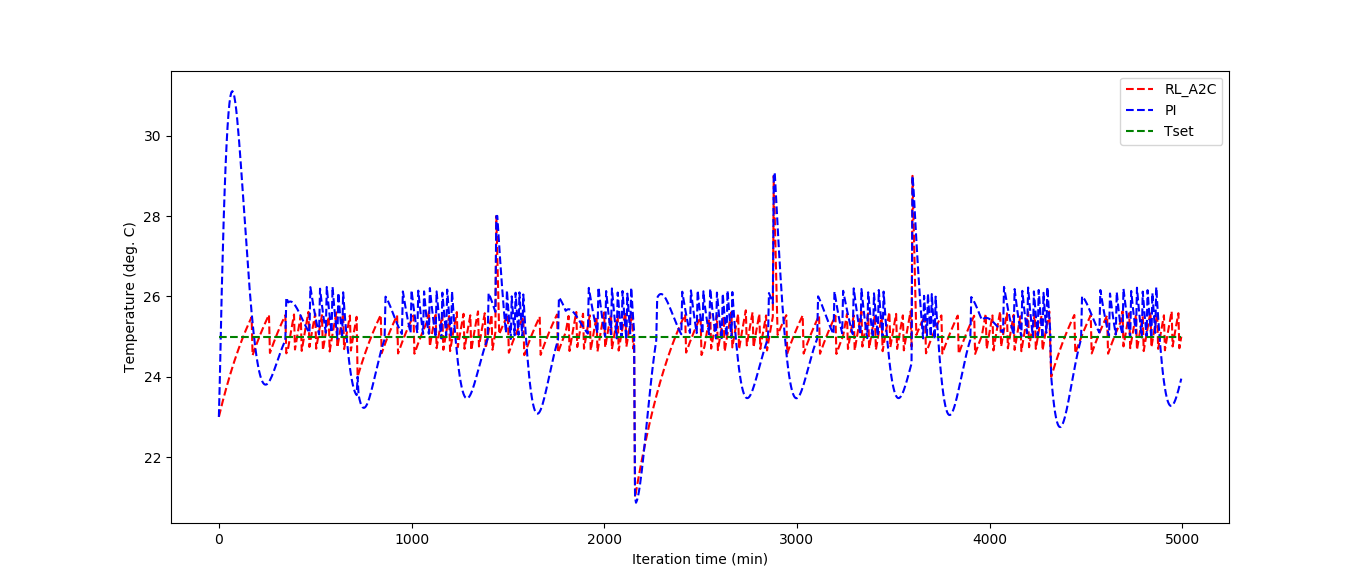 RL_A2C
PI
Tset
Temperature (deg. C)
30
28
26
24
22
0 1000 2000 3000 4000 5000
Iteration time (min)